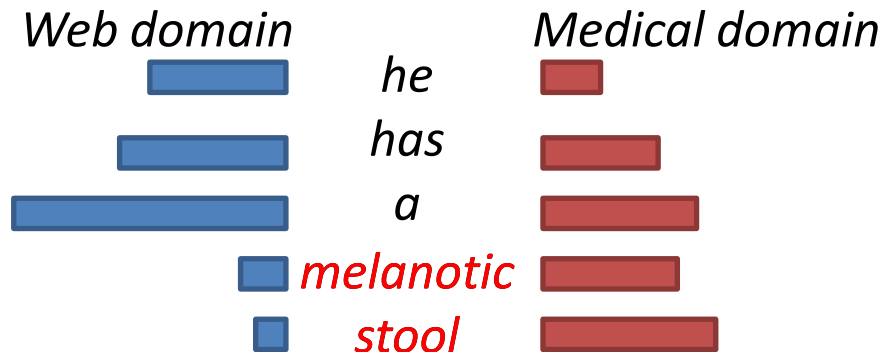 Web domain Medical domain
he
has
a
melanotic
stool